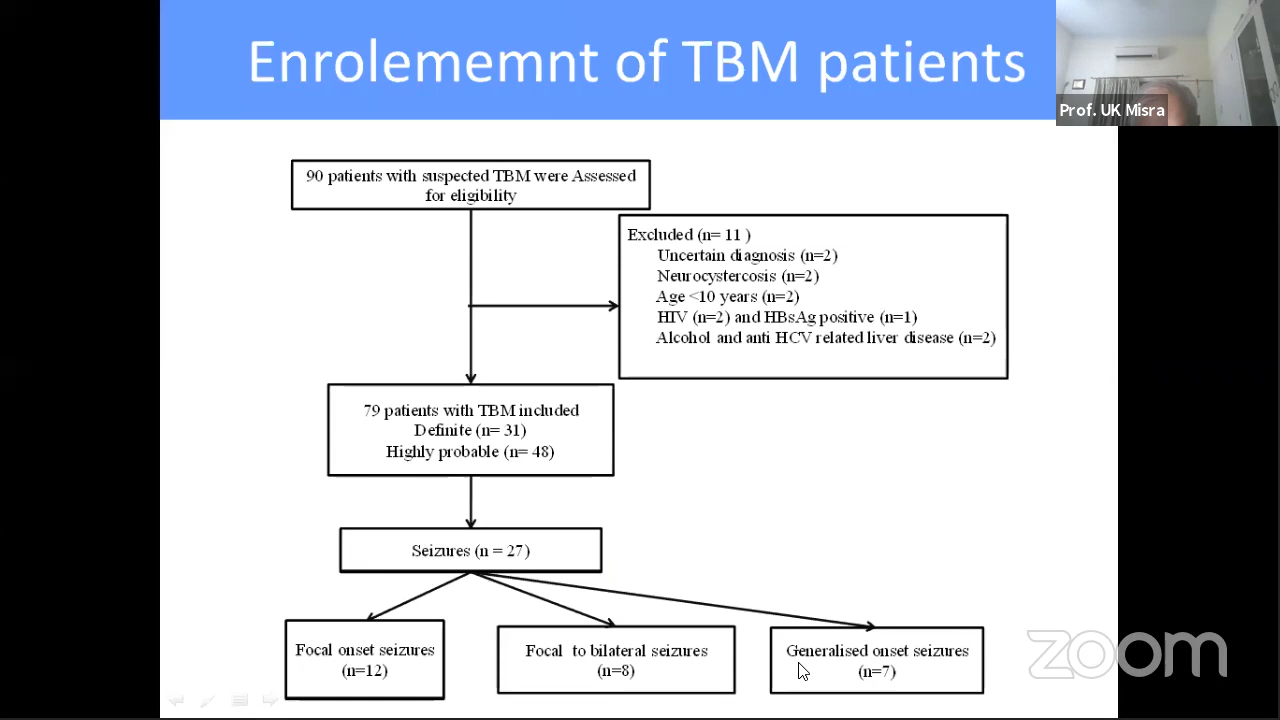 Enrolememnt of TBM patients
Prof. UK Misra
90 patients with suspected TBM were Assessed
for eligibility
Excluded (n= 11 )
Uncertain diagnosis (n=2)
Neurocystercosis (n=2)
Age <10 years (n=2)
HIV (n=2) and HBsAg positive (n=1)
Alcohol and anti HCV related liver disease (n=2)
79 patients with TBM included
Definite (n= 31)
Highly probable (n= 48)
Seizures (n = 27)
Focal onset seizures
(n=12)
Focal to bilateral seizures
(n=8)
Generalised onset seizures
(n=7)
zoom